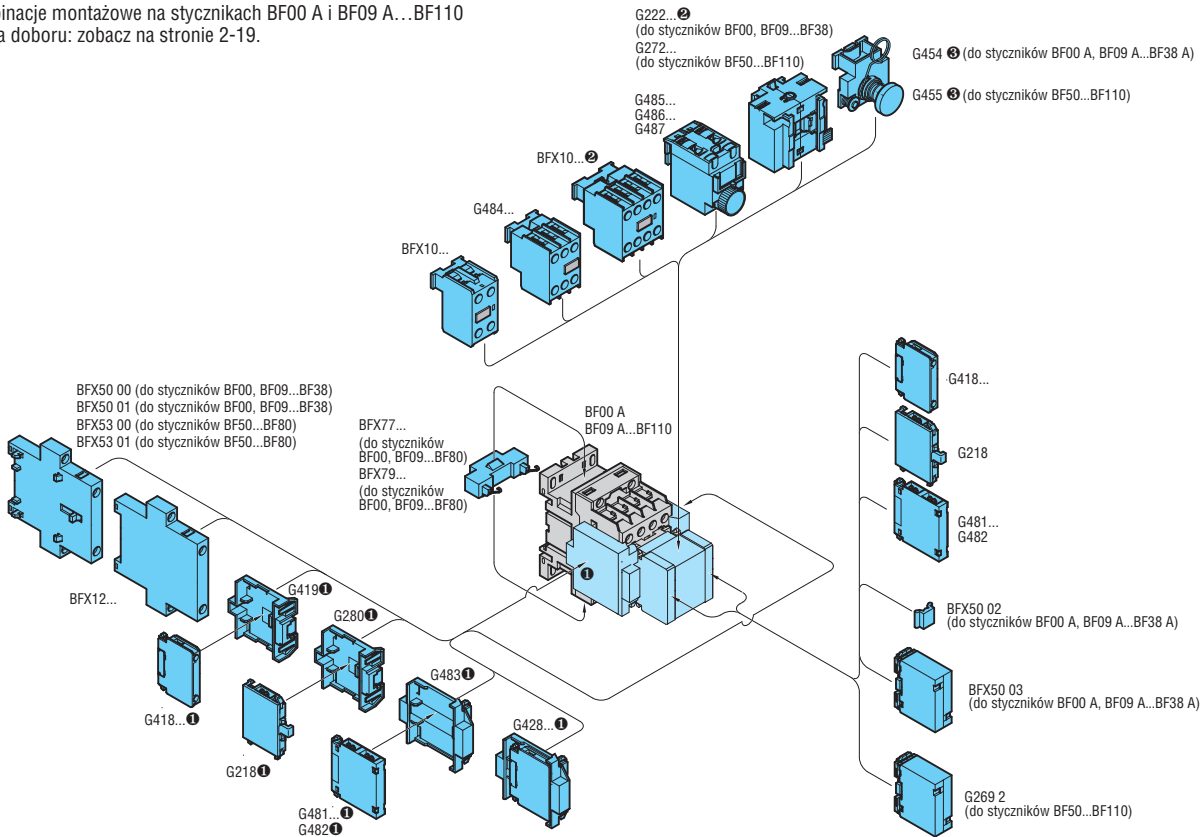 binacje montażowe na stycznikach BF00 A i BF09 A…BF110
a doboru: zobacz na stronie 2-19.
G222...❷
(do styczników BF00, BF09...BF38)
G272...
(do styczników BF50...BF110)
G454 ❸ (do styczników BF00 A, BF09 A...BF38 A)
G455 ❸ (do styczników BF50...BF110)
G485...
G486...
G487
BFX10...❷
G484...
BFX10...
BFX50 00 (do styczników BF00, BF09...BF38)
BFX50 01 (do styczników BF00, BF09...BF38)
BFX53 00 (do styczników BF50...BF80)
BFX53 01 (do styczników BF50...BF80)
BFX77...
(do styczników
BF00, BF09...BF80)
BFX79...
(do styczników
BF00, BF09...BF80)
BF00 A
BF09 A...BF110
❶
G418...
G218
G481...
G482
BFX50 02
(do styczników BF00 A, BF09 A...BF38 A)
BFX50 03
(do styczników BF00 A, BF09 A...BF38 A)
G269 2
(do styczników BF50...BF110)
BFX12...
G419❶
G280❶
G483❶
G428...❶
G418...❶
G218❶
G481...❶
G482❶